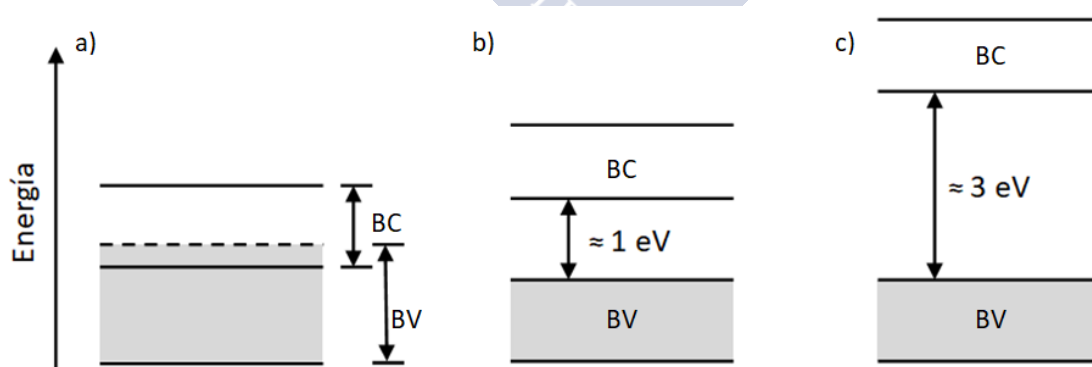 a)
b)
c)
Energía
BC
BV
BC
≈ 1 eV
BV
BC
≈ 3 eV
BV